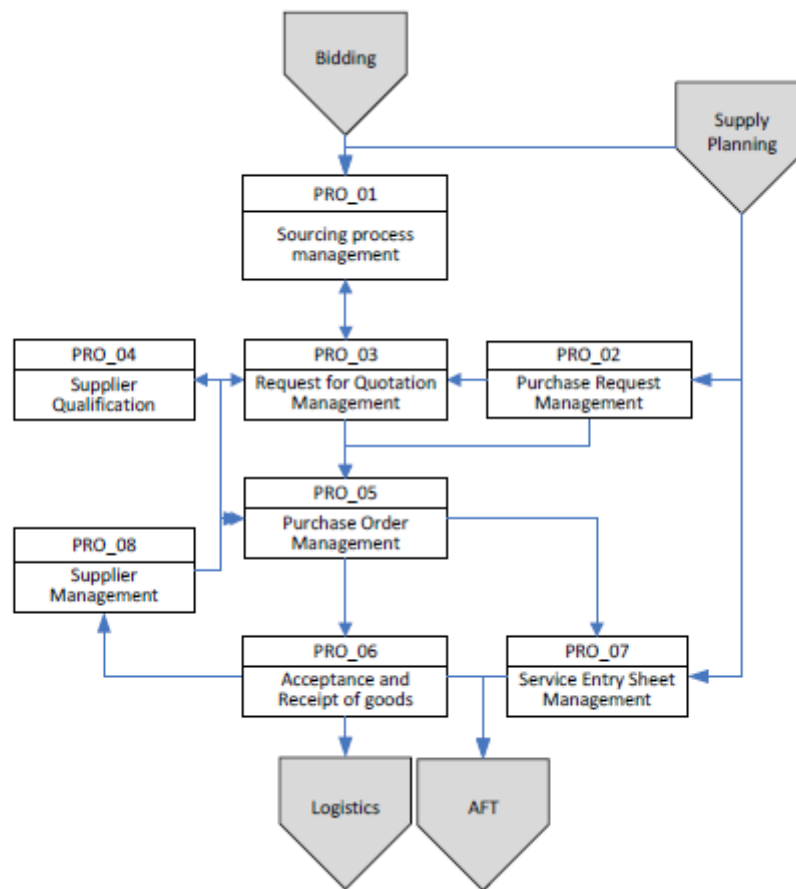 Bidding
Supply
Planning
PRO_01
Sourcing process
management
PRO_04
Supplier
Qualification
PRO_03
Request for Quotation
Management
PRO_02
Purchase Request
Management
PRO_05
Purchase Order
Management
PRO_08
Supplier
Management
PRO_06
Acceptance and
Receipt of goods
PRO_07
Service Entry Sheet
Management
Logistics
AFT